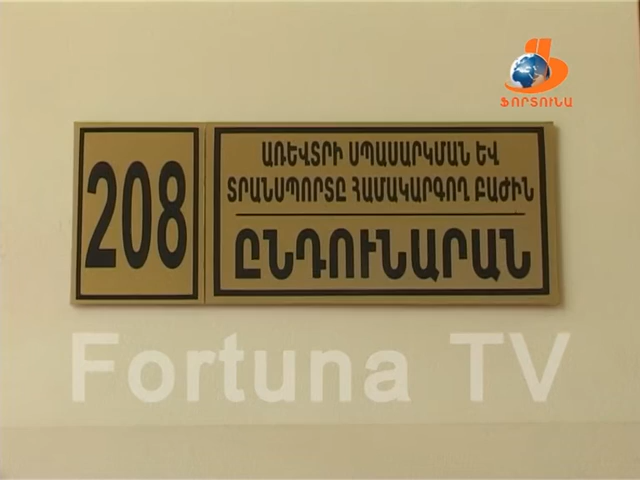 ՖՈՐՏՈՒՆԱ
208
ԱՌԵՎՏՐԻ ՍՊԱՍԱՐԿՄԱՆ ԵՎ
ՏՐԱՆՍՊՈՐՏԸ ՀԱՄԱԿԱՐԳՈՂ ԲԱԺԻՆ
ԸՆԴՈՒՆԱՐԱՆ
Fortuna TV